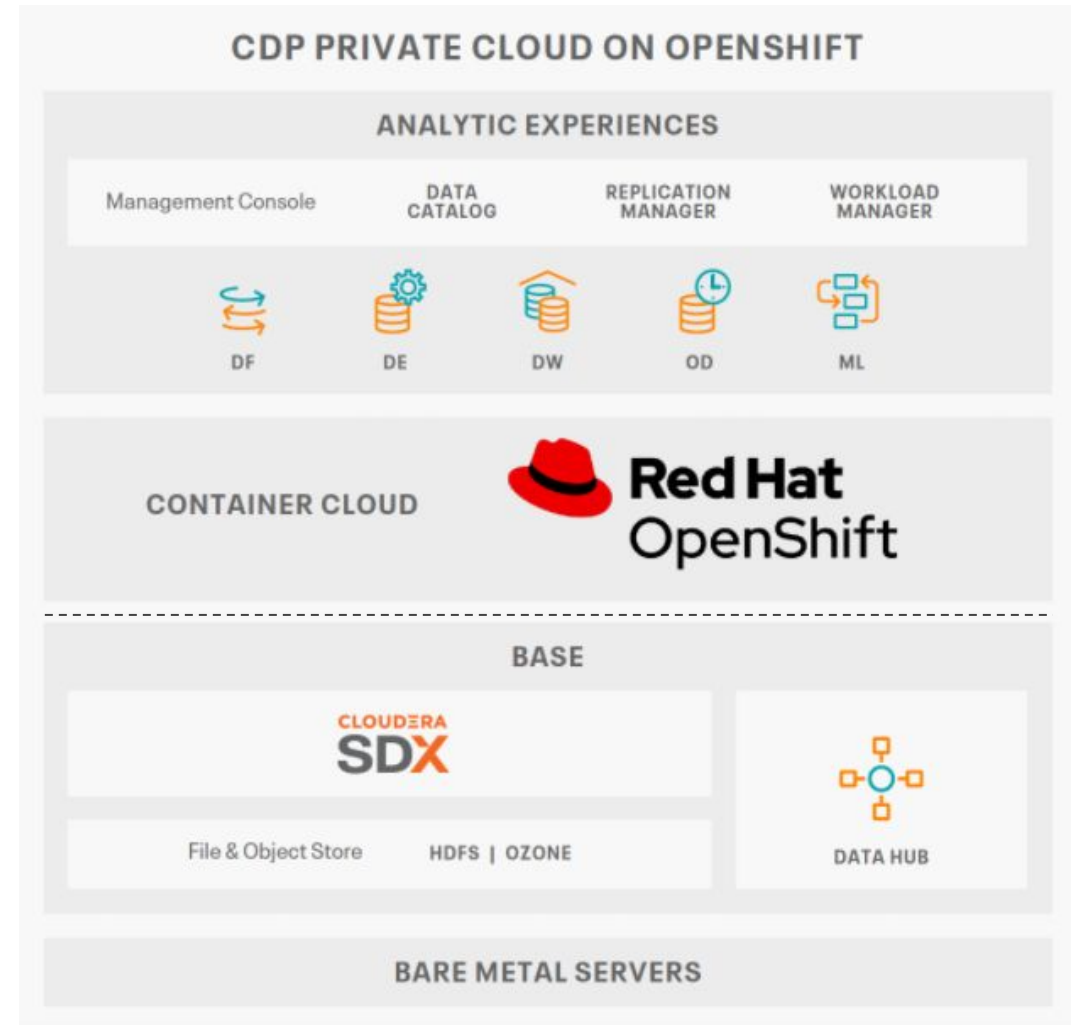 CDP PRIVATE CLOUD ON OPENSHIFT
ANALYTIC EXPERIENCES
Management Console
DATA
CATALOG
REPLICATION
MANAGER
WORKLOAD
MANAGER
DF
DE
DW
OD
ML
CONTAINER CLOUD
Red Hat
OpenShift
BASE
CLOUDERA
SDX
File & Object Store
HDFS | OZONE
DATA HUB
BARE METAL SERVERS